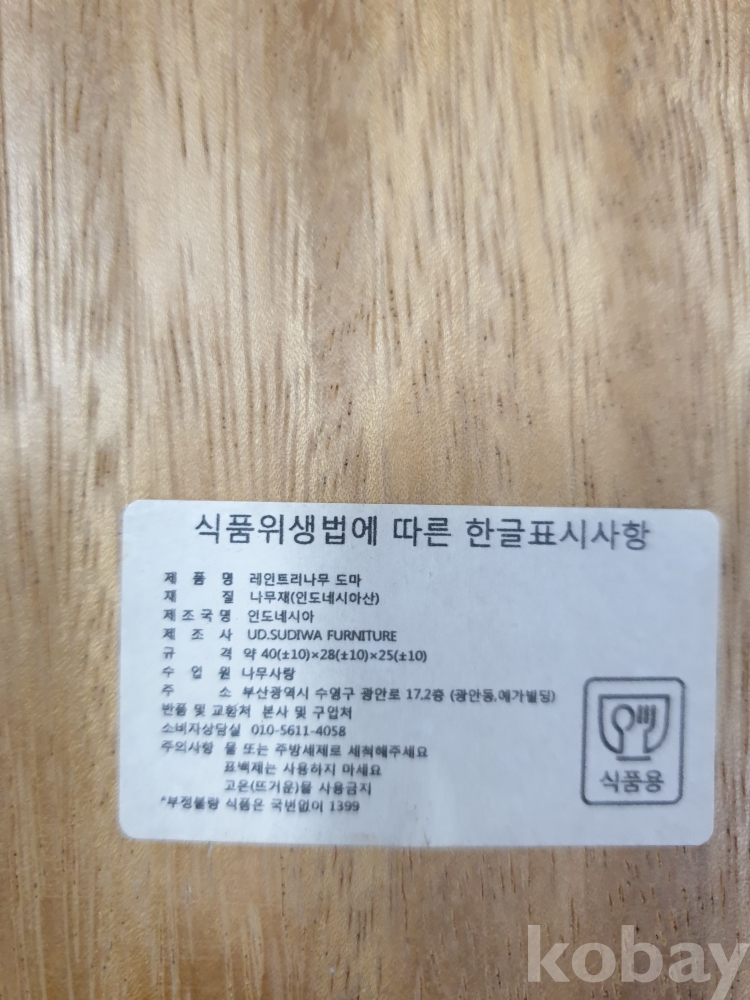 식품위생법에 따른 한글표시사항
제 품 명 레인트리나무 도마
재 질 나무재(인도네시아산)
제조국명 인도네시아
제 조 사 UD.SUDIWA FURNITURE
규 격 약 40(±10)×28(±10)×25(±10)
수 입 원 나무사랑
주 소 부산광역시 수영구 광안로 17,2층 (광안동,예가빌딩)
반품 및 교환처 본사 및 구입처
소비자상담실 010-5611-4058
주의사항 물 또는 주방세제로 세척해주세요
표백제는 사용하지 마세요
고온(뜨거운)물 사용금지
*부정불량 식품은 국번없이 1399
식품용
kobay